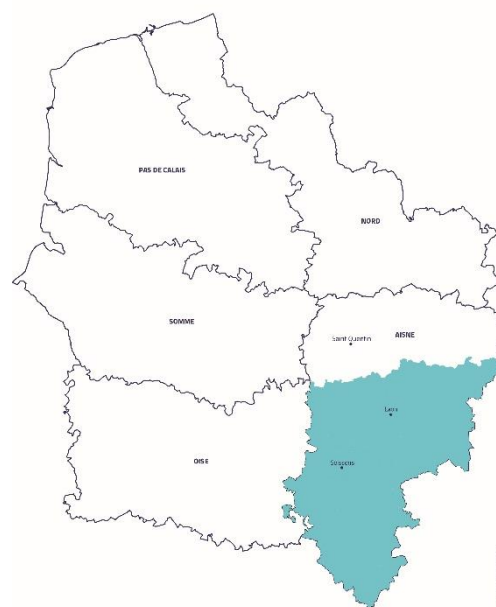 PAS DE CALAIS
NORD
SOMME
Saint Quentin
AISNE
Laon
OISE
Soissons